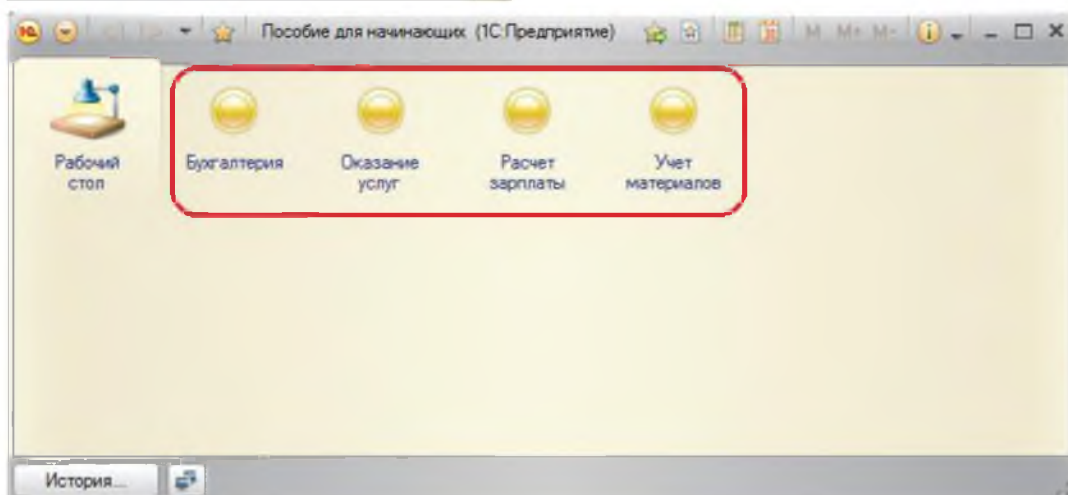 Пособие для начинающих (1С:Предприятие)
M M+ M-
Рабочий
стол
Бухгалтерия
Оказание
услуг
Расчет
зарплаты
Учет
материалов
История...